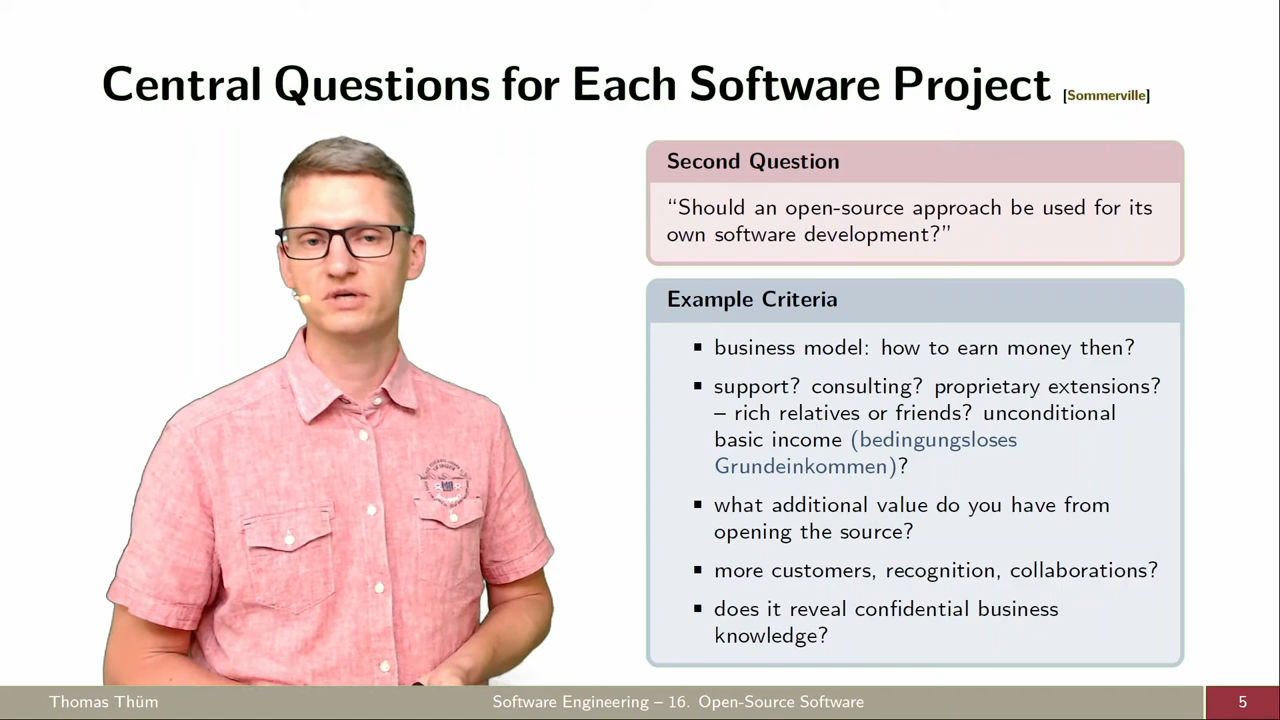 Central Questions for Each Software Project [Sommerville]
Second Question
“Should an open-source approach be used for its
own software development?”
Example Criteria
▪ business model: how to earn money then?
▪ support? consulting? proprietary extensions?
– rich relatives or friends? unconditional
basic income (bedingungsloses
Grundeinkommen)?
▪ what additional value do you have from
opening the source?
▪ more customers, recognition, collaborations?
▪ does it reveal confidential business
knowledge?
Thomas Thüm
Software Engineering – 16. Open-Source Software
5